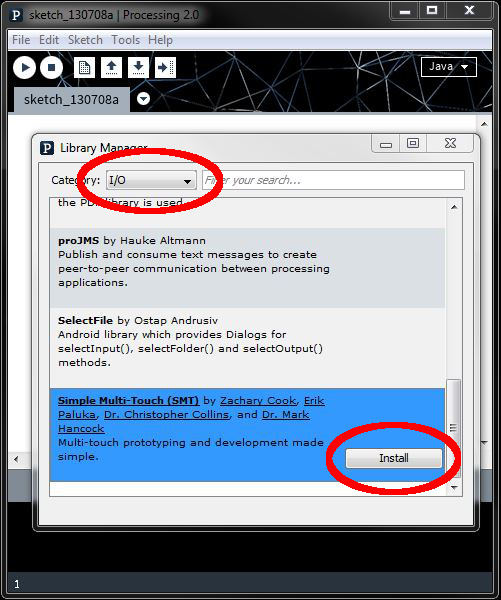 P sketch_130708a | Processing 2.0
File Edit Sketch Tools Help
Java
sketch_130708a
P Library Manager
Category: I/O Filter your search...
the PDF library is used
proJMS by Hauke Altmann
Publish and consume text messages to create
peer-to-peer communication between processing
applications.
SelectFile by Ostap Andrusiv
Android library which provides Dialogs for
selectInput(), selectFolder() and selectOutput()
methods.
Simple Multi-Touch (SMT) by Zachary Cook, Erik
Paluka, Dr. Christopher Collins, and Dr. Mark
Hancock
Multi-touch prototyping and development made
simple.
Install
1